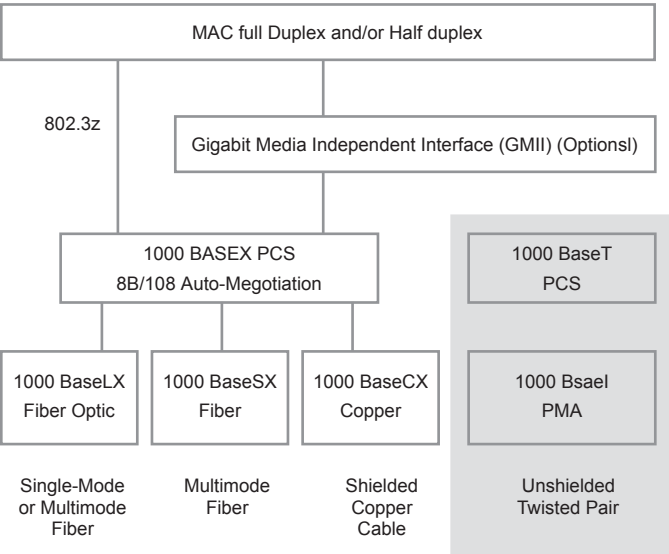 MAC full Duplex and/or Half duplex
802.3z
Gigabit Media Independent Interface (GMII) (Optionsl)
1000 BASEX PCS
8B/108 Auto-Megotiation
1000 BaseT
PCS
1000 BaseLX
Fiber Optic
1000 BaseSX
Fiber
1000 BaseCX
Copper
1000 Bsael
PMA
Single-Mode
or Multimode
Fiber
Multimode
Fiber
Shielded
Copper
Cable
Unshielded
Twisted Pair